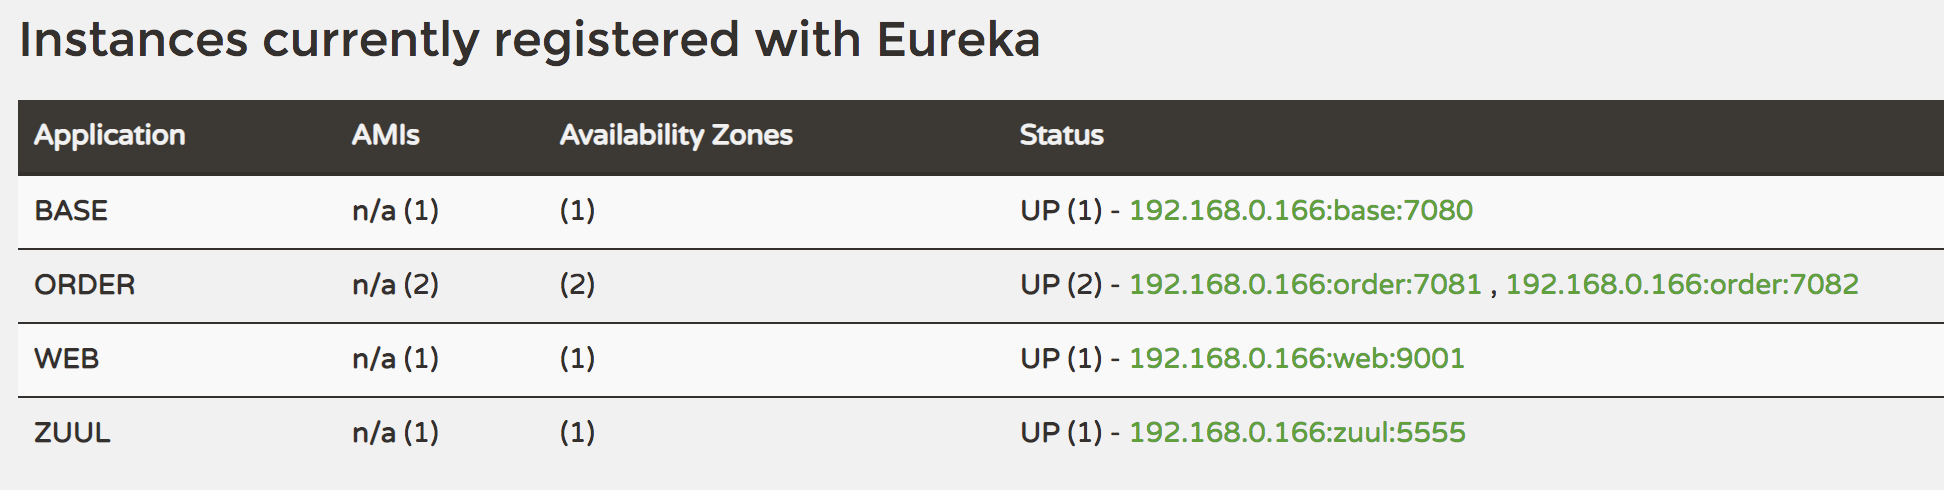 Instances currently registered with Eureka
Application AMIs Availability Zones Status
BASE n/a (1) (1) UP (1) - 192.168.0.166:base:7080
ORDER n/a (2) (2) UP (2) - 192.168.0.166:order:7081 , 192.168.0.166:order:7082
WEB n/a (1) (1) UP (1) - 192.168.0.166:web:9001
ZUUL n/a (1) (1) UP (1) - 192.168.0.166:zuul:5555